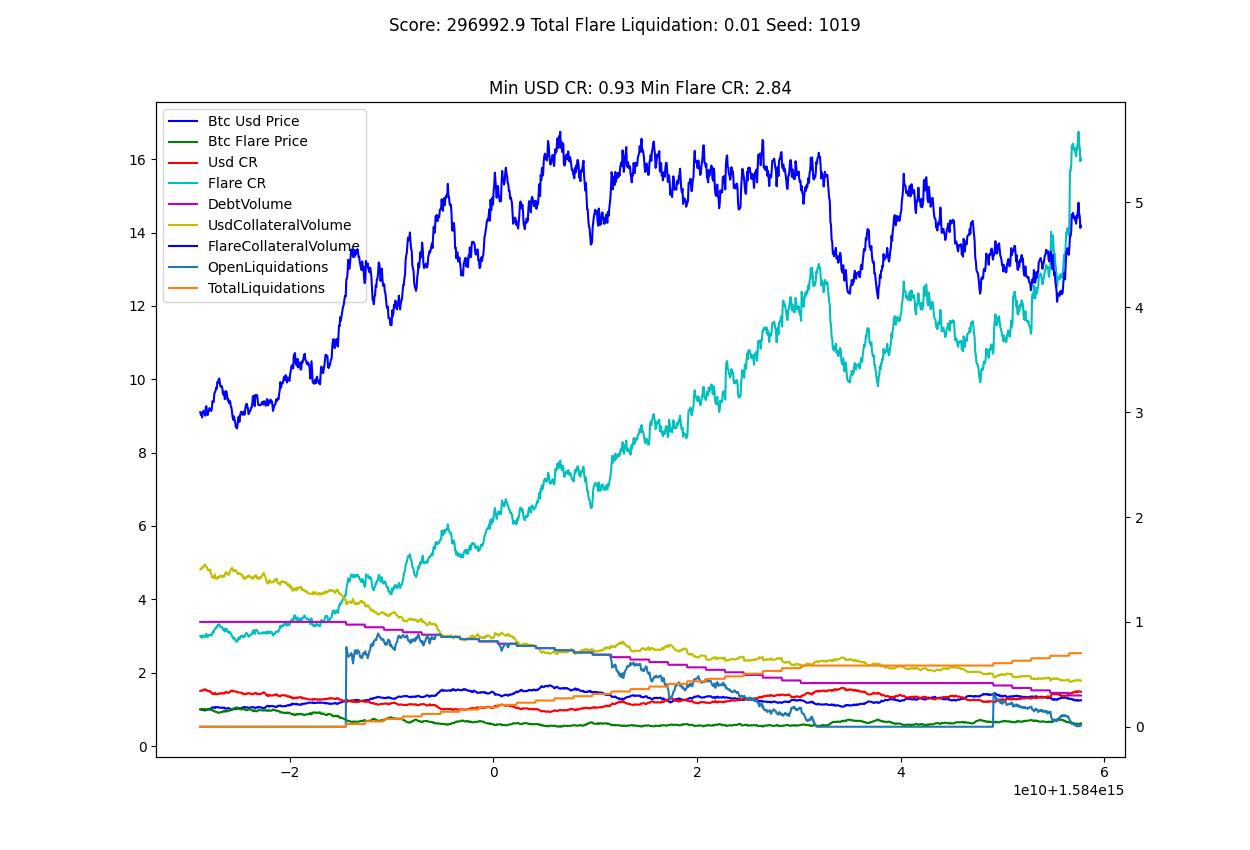 Score: 296992.9 Total Flare Liquidation: 0.01 Seed: 1019
Min USD CR: 0.93 Min Flare CR: 2.84
Btc Usd Price
Btc Flare Price
Usd CR
Flare CR
DebtVolume
UsdCollateralVolume
FlareCollateralVolume
OpenLiquidations
TotalLiquidations
16
14
12
10
8
6
4
2
0
5
4
3
2
1
0
−2
0
2
4
6
1e10+1.584e15